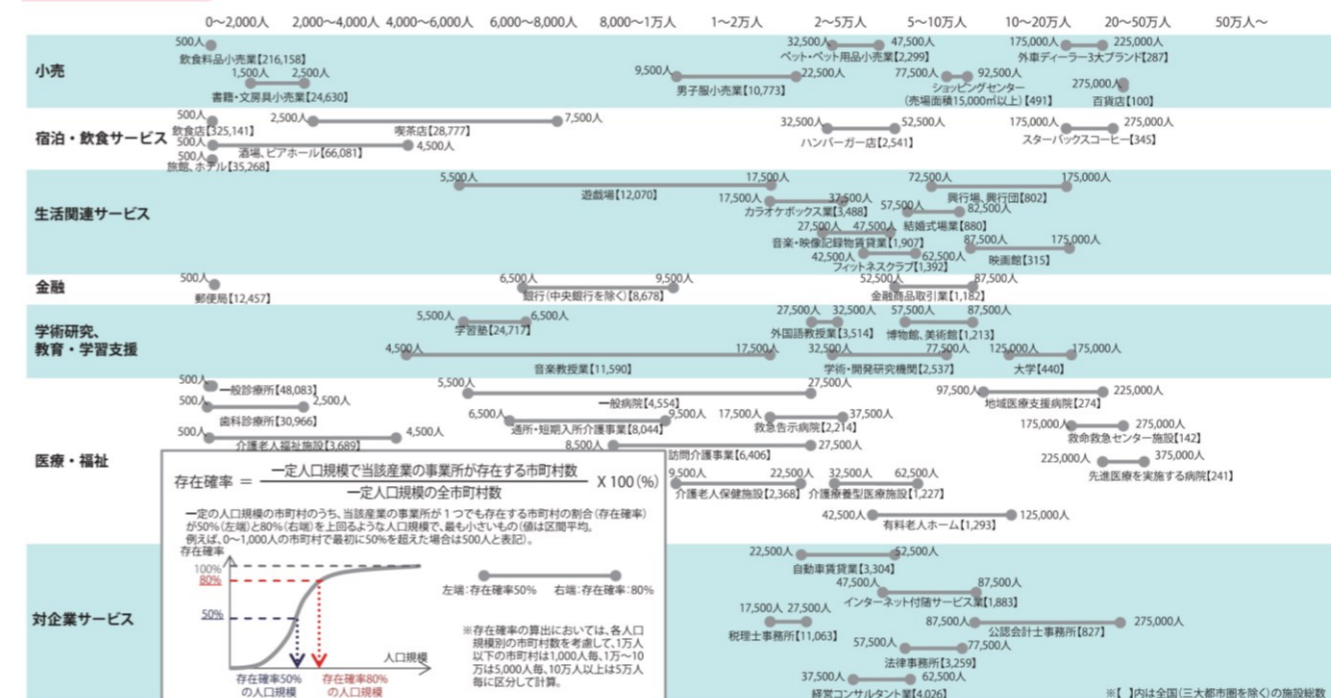 0～2,000人 2,000～4,000人 4,000～6,000人 6,000～8,000人 8,000～1万人 1～2万人 2～5万人 5～10万人 10～20万人 20～50万人 50万人～
小売
500人
飲食料品小売業【216,158】
1,500人 2,500人
書籍・文房具小売業【24,630】
9,500人 22,500人
男子服小売業【10,773】
32,500人 47,500人
ペット・ペット用品小売業【2,299】
77,500人 92,500人
ショッピングセンター
（売場面積15,000㎡以上）【491】
175,000人 225,000人
外車ディーラー3大ブランド【287】
275,000人
百貨店【100】
宿泊・飲食サービス
500人
飲食店【325,141】
2,500人 7,500人
喫茶店【28,777】
500人 4,500人
酒場、ビアホール【66,081】
500人
旅館、ホテル【35,268】
32,500人 52,500人
ハンバーガー店【2,541】
175,000人 275,000人
スターバックスコーヒー【345】
生活関連サービス
5,500人 17,500人
遊戯場【12,070】
17,500人 37,500人
カラオケボックス業【3,488】
27,500人 47,500人
音楽・映像記録物賃貸業【1,907】
42,500人 62,500人
フィットネスクラブ【1,392】
72,500人 175,000人
興行場、興行団【802】
57,500人 82,500人
結婚式場業【880】
87,500人 175,000人
映画館【315】
金融
500人
郵便局【12,457】
6,500人 9,500人
銀行（中央銀行を除く）【8,678】
52,500人 87,500人
金融商品取引業【1,182】
学術研究、
教育・学習支援
5,500人 6,500人
学習塾【24,717】
4,500人 17,500人
音楽教授業【11,590】
27,500人 32,500人
外国語教授業【3,514】
57,500人 87,500人
博物館、美術館【1,213】
32,500人 77,500人
学術・開発研究機関【2,537】
125,000人 175,000人
大学【440】
医療・福祉
500人
一般診療所【48,083】
500人 2,500人
歯科診療所【30,966】
500人 4,500人
介護老人福祉施設【3,689】
5,500人 27,500人
一般病院【4,554】
6,500人 9,500人
通所・短期入所介護事業【8,044】
17,500人 37,500人
救急告示病院【2,214】
8,500人 27,500人
訪問介護事業【6,406】
9,500人 22,500人
介護老人保健施設【2,368】
32,500人 62,500人
介護療養型医療施設【1,227】
42,500人 125,000人
有料老人ホーム【1,293】
97,500人 225,000人
地域医療支援病院【274】
175,000人 275,000人
救命救急センター施設【142】
225,000人 375,000人
先進医療を実施する病院【241】
対企業サービス
22,500人 52,500人
自動車賃貸業【3,304】
47,500人 87,500人
インターネット付随サービス業【1,883】
17,500人 27,500人
税理士事務所【11,063】
87,500人 275,000人
公認会計士事務所【827】
57,500人 77,500人
法律事務所【3,259】
37,500人 62,500人
経営コンサルタント業【4,026】
存在確率 ＝ 一定人口規模で当該産業の事業所が存在する市町村数
一定人口規模の全市町村数
X 100（％）
一定の人口規模の市町村のうち、当該産業の事業所が１つでも存在する市町村の割合（存在確率）
が50％（左端）と80％（右端）を上回るような人口規模で、最も小さいもの（値は区間平均。
例えば、0～1,000人の市町村で最初に50％を超えた場合は500人と表記）。
存在確率
100%
80%
50%
人口規模
存在確率50%
の人口規模
存在確率80%
の人口規模
左端：存在確率50％ 右端：存在確率：80％
※存在確率の算出においては、各人口
規模別の市町村数を考慮して、1万人
以下の市町村は1,000人毎、1万～10
万は5,000人毎、10万人以上は5万人
毎に区分して計算。
※【 】内は全国（三大都市圏を除く）の施設総数